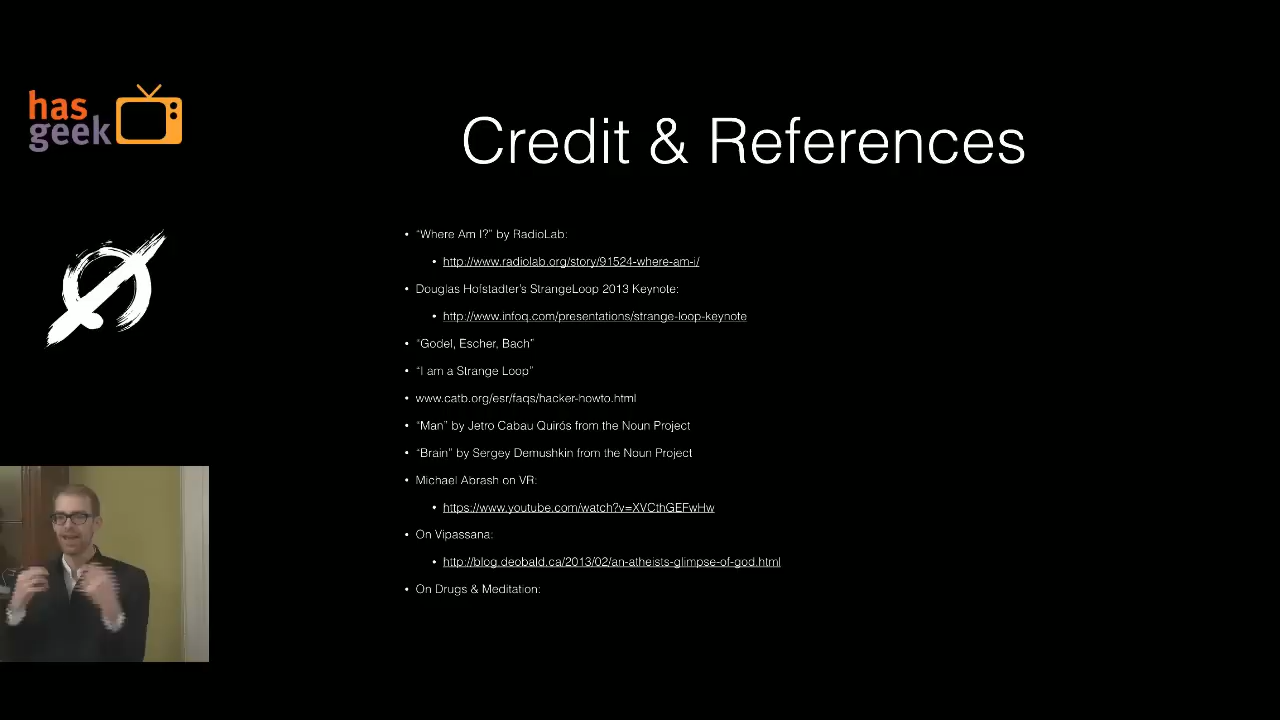 has
geek
Credit & References
• “Where Am I?” by RadioLab:
• http://www.radiolab.org/story/91524-where-am-i/
• Douglas Hofstadter's StrangeLoop 2013 Keynote:
• http://www.infoq.com/presentations/strange-loop-keynote
• “Godel, Escher, Bach”
• “I am a Strange Loop”
• www.catb.org/esr/faqs/hacker-howto.html
• “Man” by Jetro Cabau Quirós from the Noun Project
• “Brain” by Sergey Demushkin from the Noun Project
• Michael Abrash on VR:
• https://www.youtube.com/watch?v=XVCthGEFwHw
• On Vipassana:
• http://blog.deobald.ca/2013/02/an-atheists-glimpse-of-god.html
• On Drugs & Meditation: